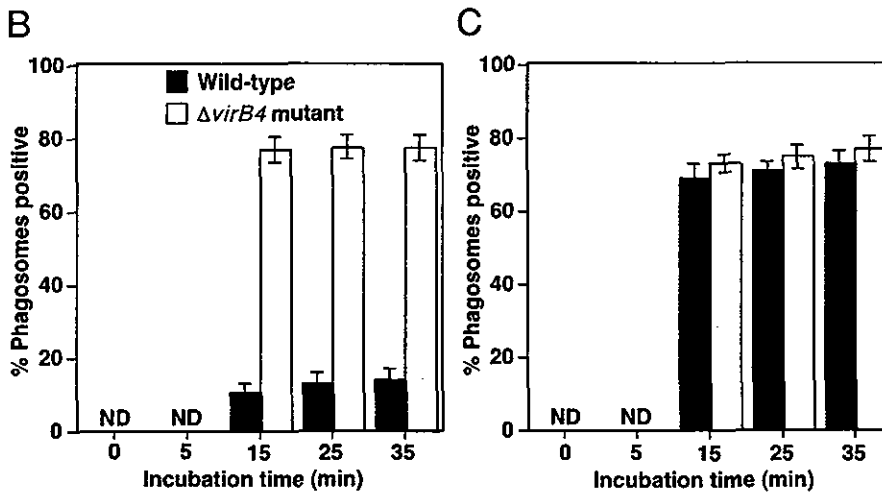 B
100
80
60
40
20
0
% Phagosomes positive
Wild-type
ΔvirB4 mutant
ND
ND
0
5
15
25
35
Incubation time (min)
C
100
80
60
40
20
0
% Phagosomes positive
ND
ND
0
5
15
25
35
Incubation time (min)